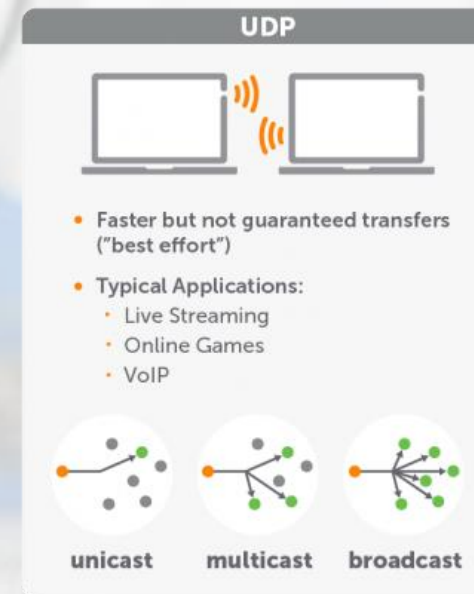 UDP
• Faster but not guaranteed transfers
("best effort")
• Typical Applications:
• Live Streaming
• Online Games
• VoIP
unicast multicast broadcast